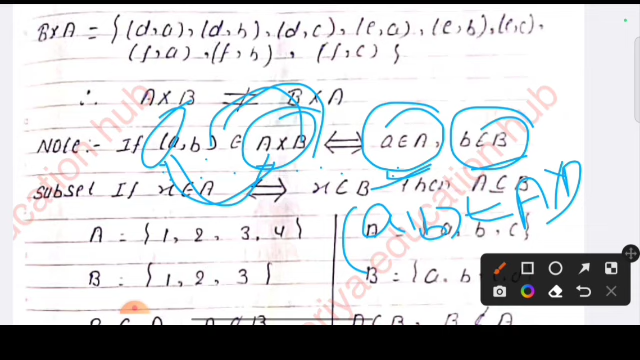 B×A = {(d,a), (d,b), (d,c), (e,a), (e,b), (e,c),
(f,a), (f,b), (f,c)}
∴ A×B ≠ B×A
Note:- If (a,b) ∈ A×B ⟺ a∈A, b∈B
subset If x∈A ⟺ x∈B then A⊆B
a, b ∈ A
A = {1, 2, 3, 4}
A = {a, b, c}
B = {1, 2, 3}
B = {a, b,